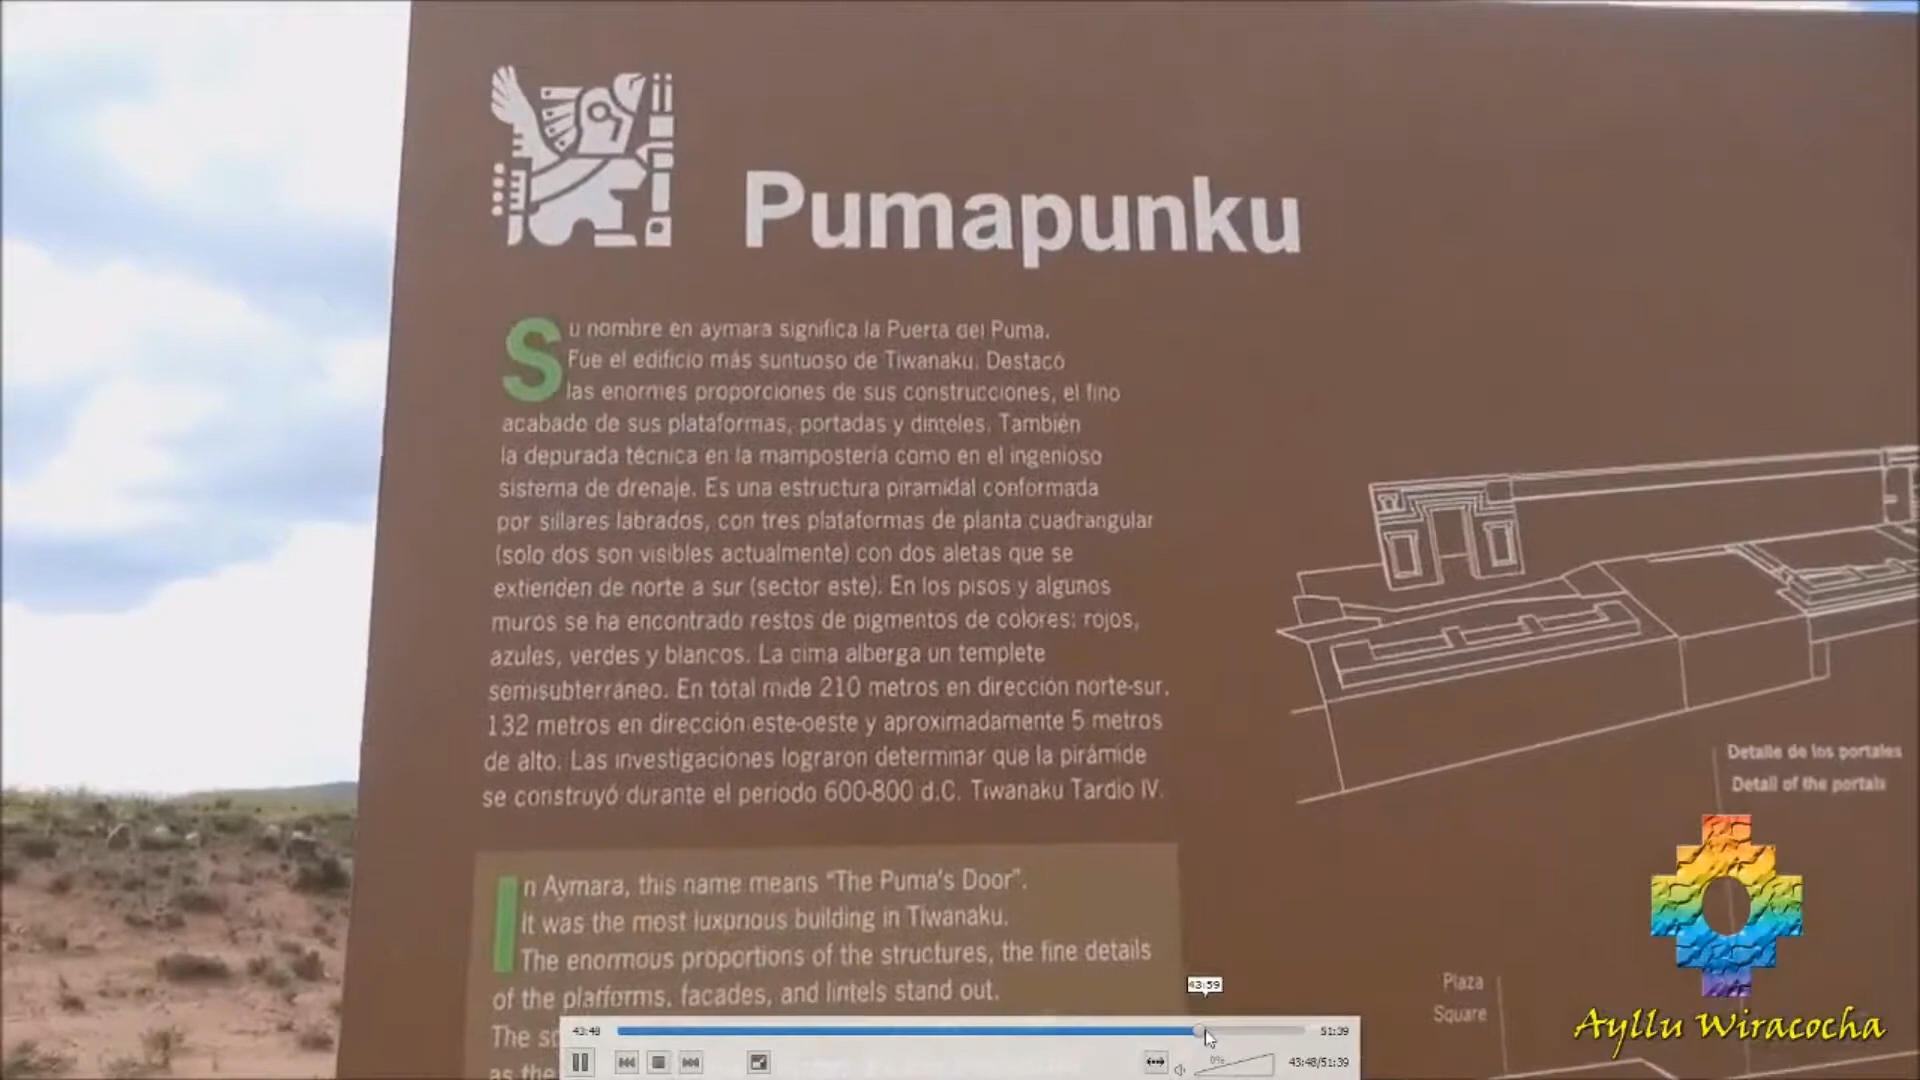 Pumapunku
Su nombre en aymara significa la Puerta del Puma.
Fue el edificio más suntuoso de Tiwanaku. Destacó
las enormes proporciones de sus construcciones, el fino
acabado de sus plataformas, portadas y dinteles. También
la depurada técnica en la mampostería como en el ingenioso
sistema de drenaje. Es una estructura piramidal conformada
por sillares labrados, con tres plataformas de planta cuadrangular
(solo dos son visibles actualmente) con dos aletas que se
extienden de norte a sur (sector este). En los pisos y algunos
muros se ha encontrado restos de pigmentos de colores: rojos,
azules, verdes y blancos. La cima alberga un templete
semisubterráneo. En total mide 210 metros en dirección norte-sur,
132 metros en dirección este-oeste y aproximadamente 5 metros
de alto. Las investigaciones lograron determinar que la pirámide
se construyó durante el periodo 600-800 d.C. Tiwanaku Tardío IV.
In Aymara, this name means “The Puma's Door”.
It was the most luxurious building in Tiwanaku.
The enormous proportions of the structures, the fine details
of the platforms, facades, and lintels stand out.
The
as the
Detalle de los portales
Detail of the portals
Plaza
Square
Ayllu Wiracocha
43:59
43:48
51:39
0%
43:48/51:39